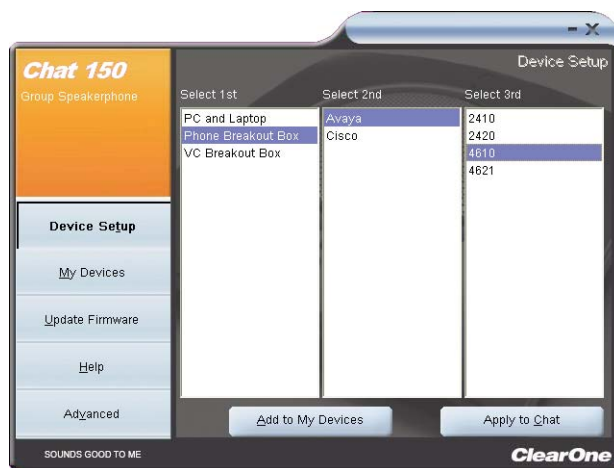 Chat 150
Group Speakerphone
Device Setup
Select 1st
Select 2nd
Select 3rd
PC and Laptop
Phone Breakout Box
VC Breakout Box
Avaya
Cisco
2410
2420
4610
4621
Device Setup
My Devices
Update Firmware
Help
Advanced
Add to My Devices
Apply to Chat
SOUNDS GOOD TO ME
ClearOne